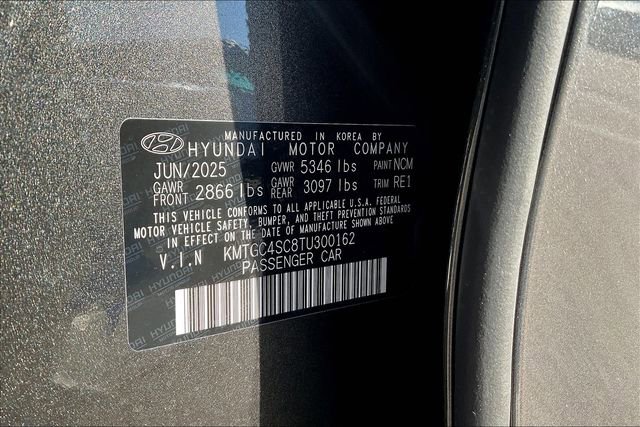 MANUFACTURED IN KOREA BY
HYUNDAI MOTOR COMPANY
JUN/2025 GVWR 5346 lbs PAINT NCM
GAWR FRONT 2866 lbs GAWR REAR 3097 lbs TRIM RE1
THIS VEHICLE CONFORMS TO ALL APPLICABLE U.S.A. FEDERAL
MOTOR VEHICLE SAFETY, BUMPER, AND THEFT PREVENTION STANDARDS
IN EFFECT ON THE DATE OF MANUFACTURE SHOWN ABOVE.
V.I.N KMTGC4SC8TU300162
PASSENGER CAR